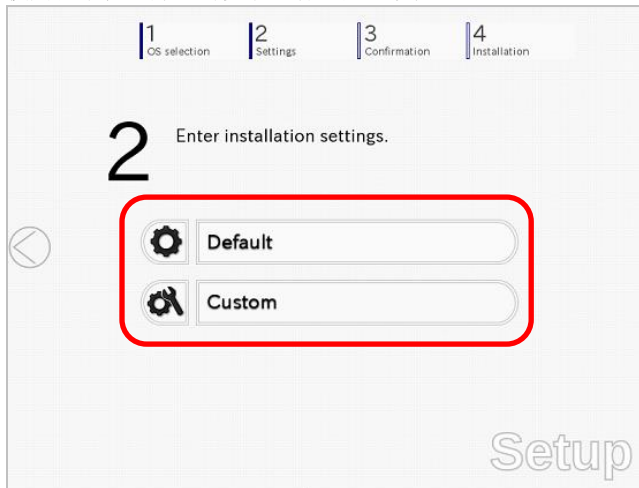 1 2 3 4
OS selection Settings Confirmation Installation
2 Enter installation settings.
Default
Custom
Setup